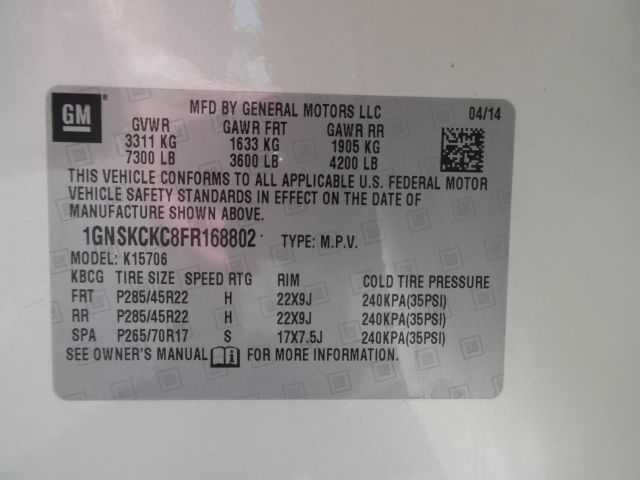 GM ®
MFD BY GENERAL MOTORS LLC 04/14
GVWR GAWR FRT GAWR RR
3311 KG 1633 KG 1905 KG
7300 LB 3600 LB 4200 LB
THIS VEHICLE CONFORMS TO ALL APPLICABLE U.S. FEDERAL MOTOR
VEHICLE SAFETY STANDARDS IN EFFECT ON THE DATE OF
MANUFACTURE SHOWN ABOVE.
1GNSKCKC8FR168802 TYPE: M.P.V.
MODEL: K15706
KBCG TIRE SIZE SPEED RTG RIM COLD TIRE PRESSURE
FRT P285/45R22 H 22X9J 240KPA(35PSI)
RR P285/45R22 H 22X9J 240KPA(35PSI)
SPA P265/70R17 S 17X7.5J 240KPA(35PSI)
SEE OWNER'S MANUAL FOR MORE INFORMATION.